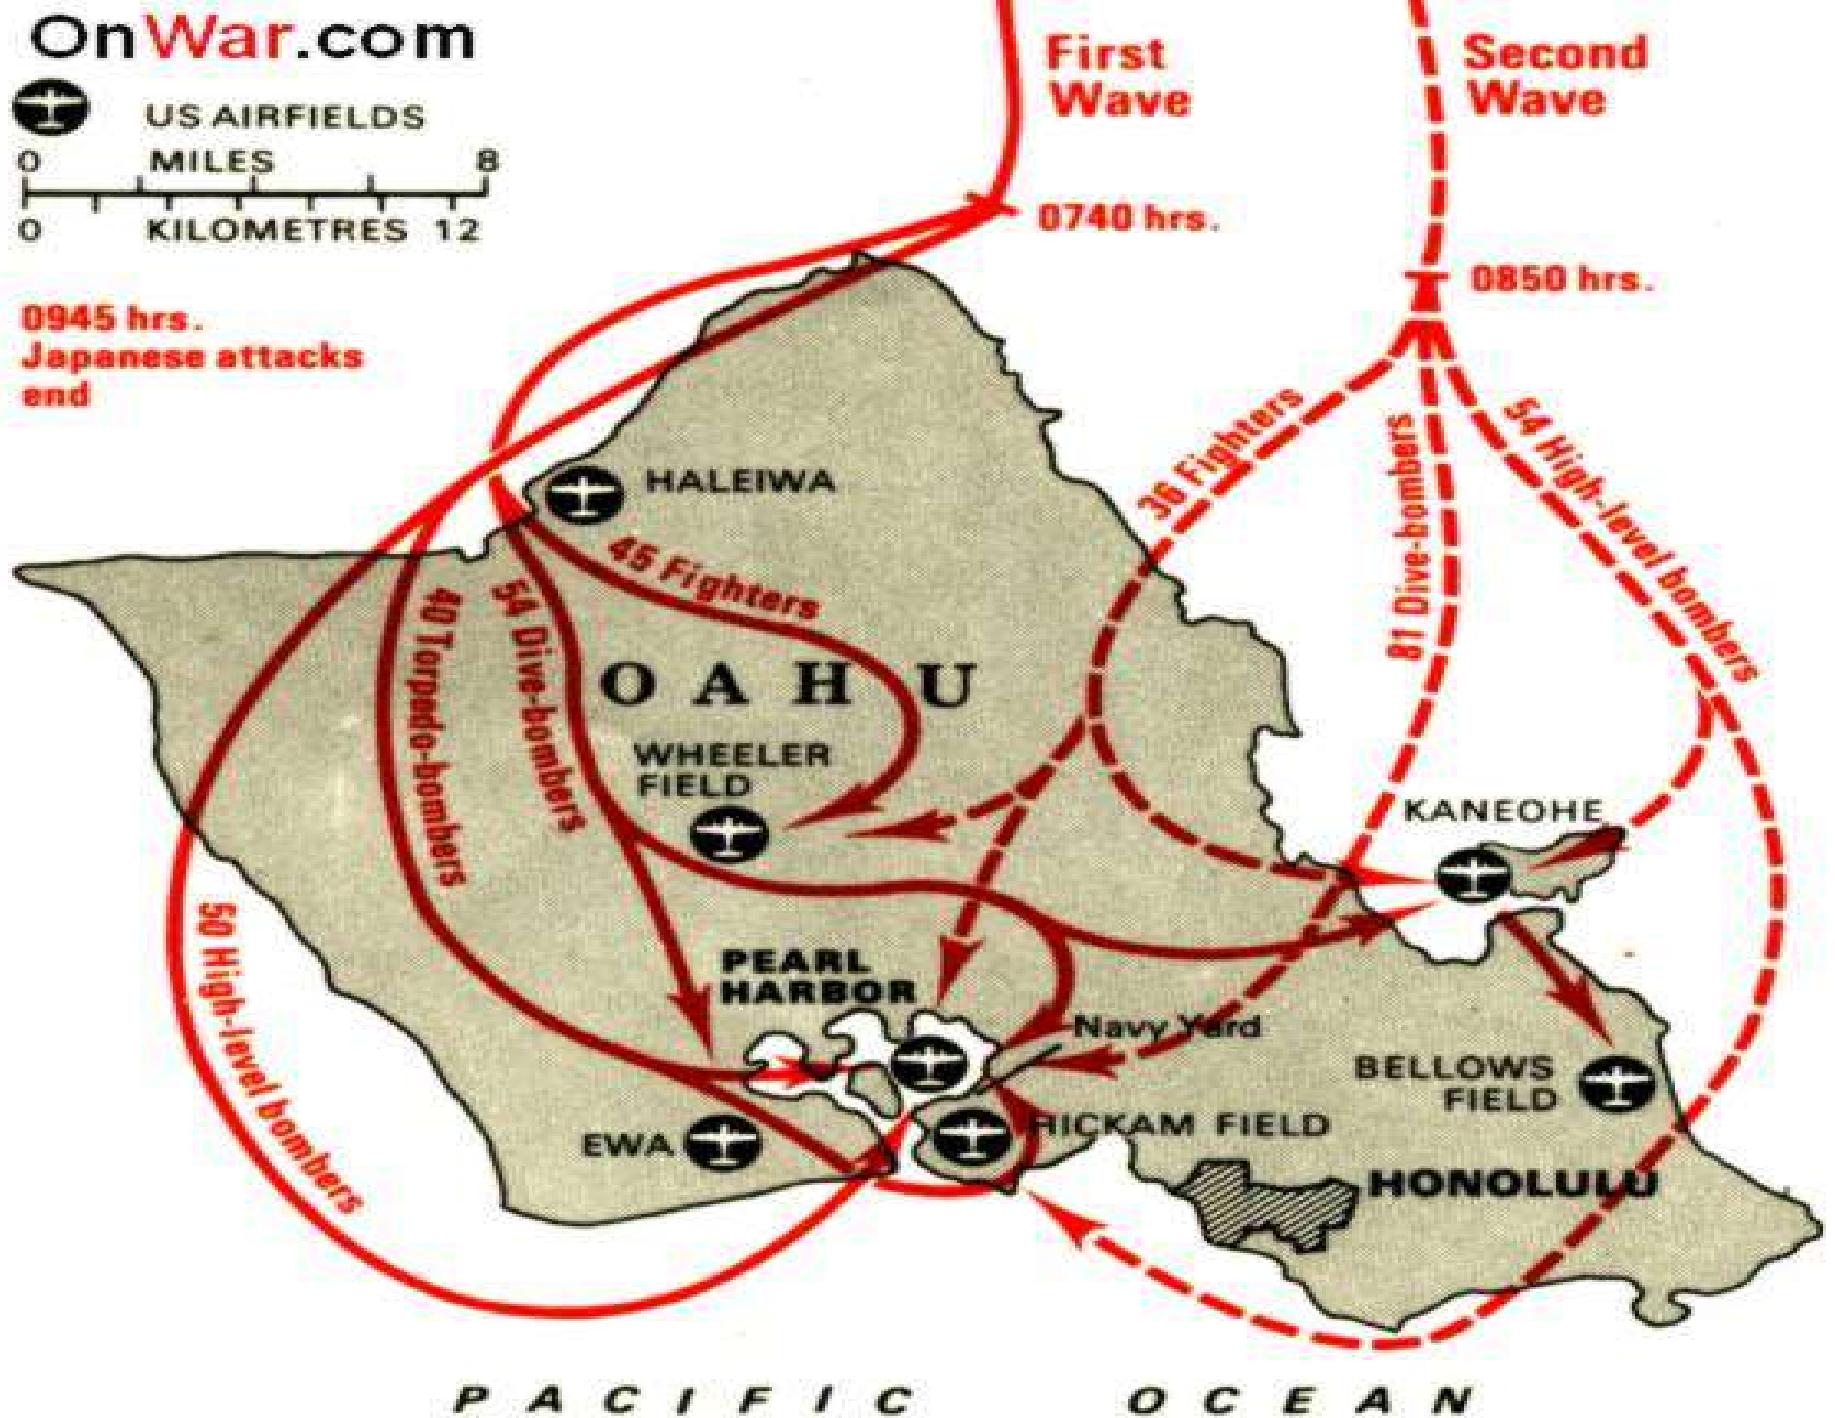 OnWar.com
US AIRFIELDS
0 MILES 8
0 KILOMETRES 12
0945 hrs.
Japanese attacks
end
First
Wave
0740 hrs.
Second
Wave
0850 hrs.
36 Fighters
81 Dive-bombers
54 High-level bombers
HALEIWA
45 Fighters
54 Dive-bombers
40 Torpedo-bombers
50 High-level bombers
OAHU
WHEELER
FIELD
KANEOHE
PEARL
HARBOR
Navy Yard
BELLOWS
FIELD
EWA
HICKAM FIELD
HONOLULU
PACIFIC OCEAN